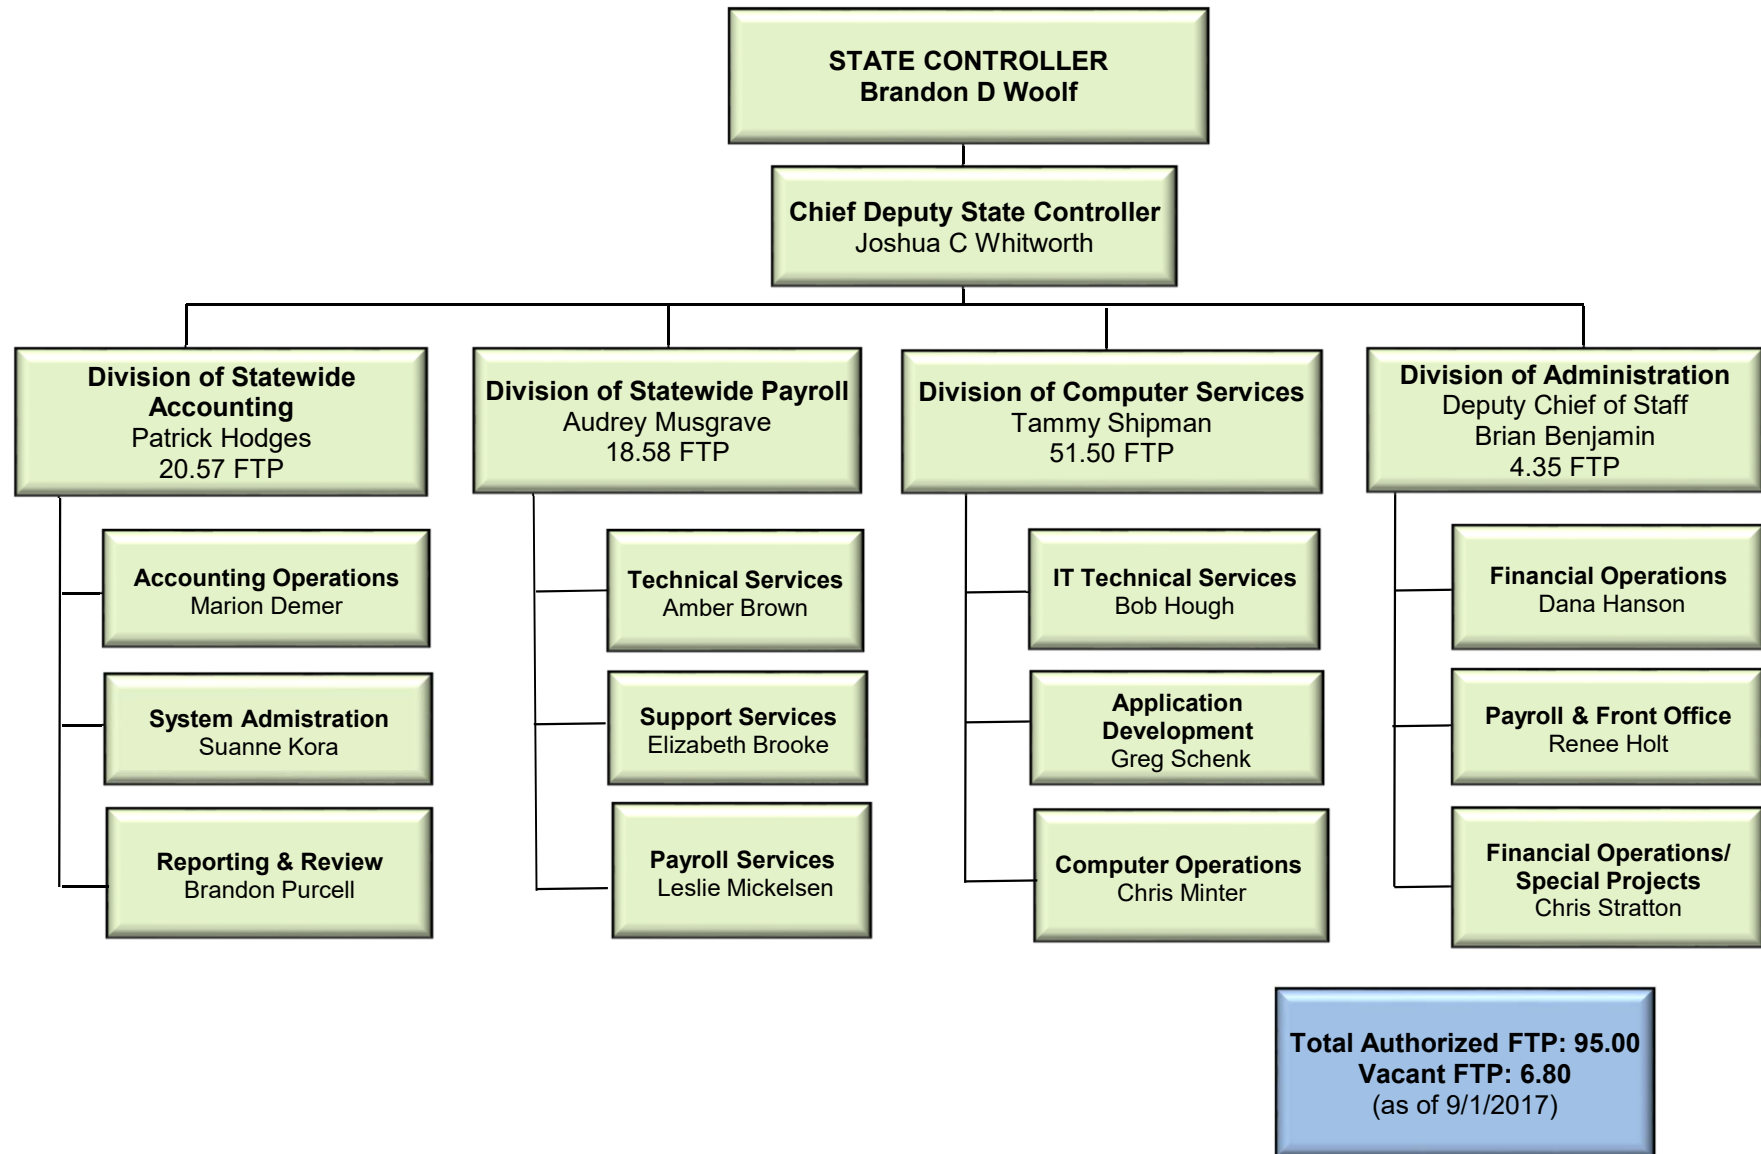 STATE CONTROLLER
Brandon D Woolf
Chief Deputy State Controller
Joshua C Whitworth
Division of Statewide
Accounting
Patrick Hodges
20.57 FTP
Division of Statewide Payroll
Audrey Musgrave
18.58 FTP
Division of Computer Services
Tammy Shipman
51.50 FTP
Division of Administration
Deputy Chief of Staff
Brian Benjamin
4.35 FTP
Accounting Operations
Marion Demer
System Admistration
Suanne Kora
Reporting & Review
Brandon Purcell
Technical Services
Amber Brown
Support Services
Elizabeth Brooke
Payroll Services
Leslie Mickelsen
IT Technical Services
Bob Hough
Application
Development
Greg Schenk
Computer Operations
Chris Minter
Financial Operations
Dana Hanson
Payroll & Front Office
Renee Holt
Financial Operations/
Special Projects
Chris Stratton
Total Authorized FTP: 95.00
Vacant FTP: 6.80
(as of 9/1/2017)